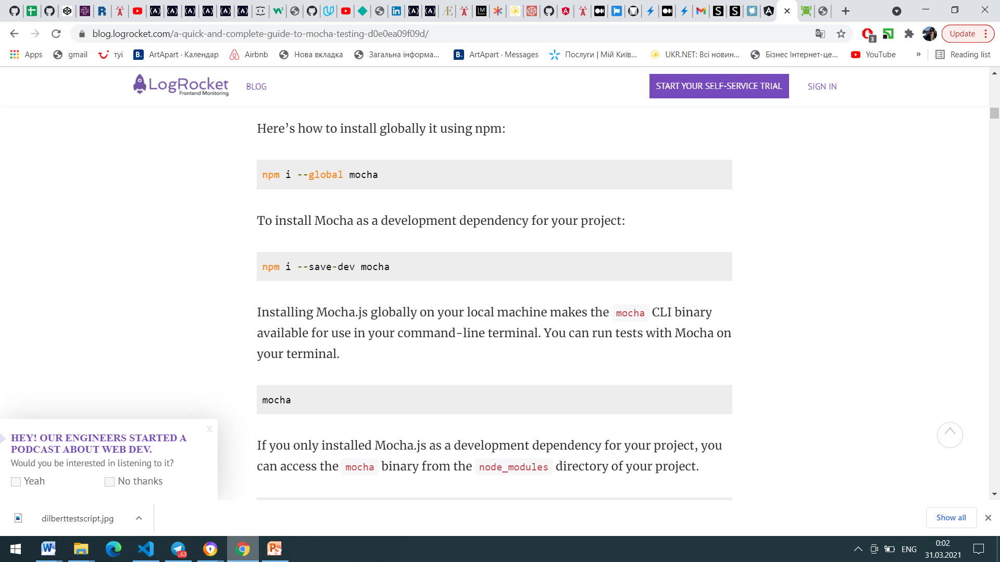 blog.logrocket.com/a-quick-and-complete-guide-to-mocha-testing-d0e0ea09f09d/
3
Update
Apps
gmail
туі
B.
ArtApart · Календар
Airbnb
Нова вкладка
Загальна інформа...
B.
ArtApart · Messages
Послуги | Мій Київ...
UKR.NET: Всі новин...
Бізнес Інтернет-це...
YouTube
»
Reading list
LogRocket
Frontend Monitoring
BLOG
START YOUR SELF-SERVICE TRIAL
SIGN IN
Here’s how to install globally it using npm:
npm i --global mocha
To install Mocha as a development dependency for your project:
npm i --save-dev mocha
Installing Mocha.js globally on your local machine makes the mocha CLI binary
available for use in your command-line terminal. You can run tests with Mocha on
your terminal.
mocha
If you only installed Mocha.js as a development dependency for your project, you
can access the mocha binary from the node_modules directory of your project.
X
HEY! OUR ENGINEERS STARTED A
PODCAST ABOUT WEB DEV.
Would you be interested in listening to it?
Yeah
No thanks
dilberttestscript.jpg
Show all
63
ENG
0:02
31.03.2021